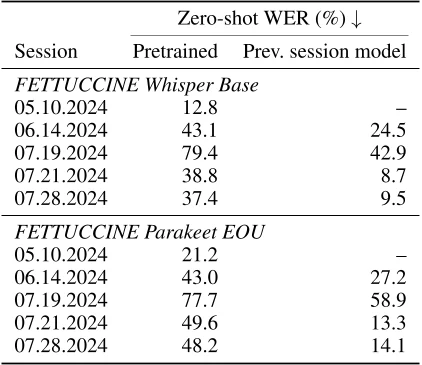 Zero-shot WER (%) ↓
Session Pretrained Prev. session model
FETTUCCINE Whisper Base
05.10.2024 12.8 –
06.14.2024 43.1 24.5
07.19.2024 79.4 42.9
07.21.2024 38.8 8.7
07.28.2024 37.4 9.5
FETTUCCINE Parakeet EOU
05.10.2024 21.2 –
06.14.2024 43.0 27.2
07.19.2024 77.7 58.9
07.21.2024 49.6 13.3
07.28.2024 48.2 14.1